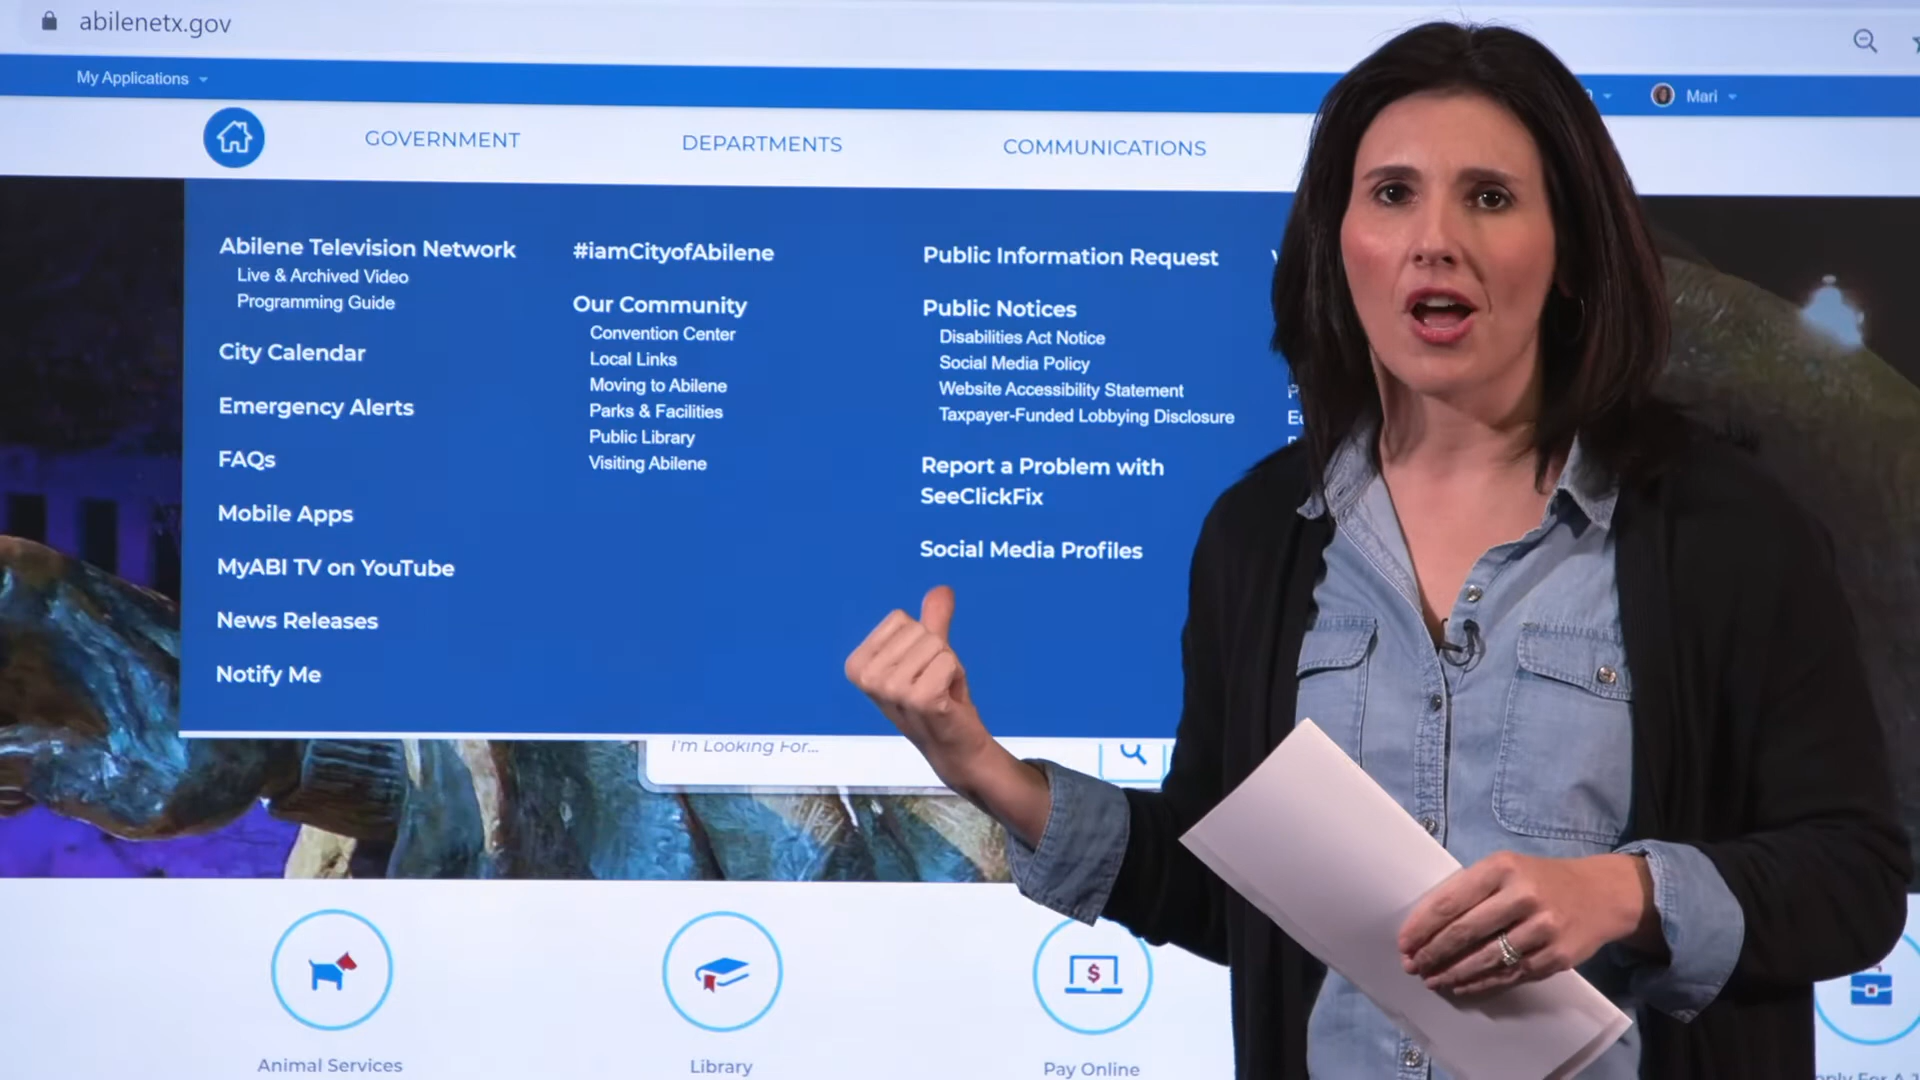 abilenetx.gov
My Applications
Mari
GOVERNMENT
DEPARTMENTS
COMMUNICATIONS
Abilene Television Network
Live & Archived Video
Programming Guide
City Calendar
Emergency Alerts
FAQs
Mobile Apps
MyABI TV on YouTube
News Releases
Notify Me
#iamCityofAbilene
Our Community
Convention Center
Local Links
Moving to Abilene
Parks & Facilities
Public Library
Visiting Abilene
Public Information Request
Public Notices
Disabilities Act Notice
Social Media Policy
Website Accessibility Statement
Taxpayer-Funded Lobbying Disclosure
Report a Problem with
SeeClickFix
Social Media Profiles
I'm Looking For...
$
Animal Services
Library
Pay Online
For A